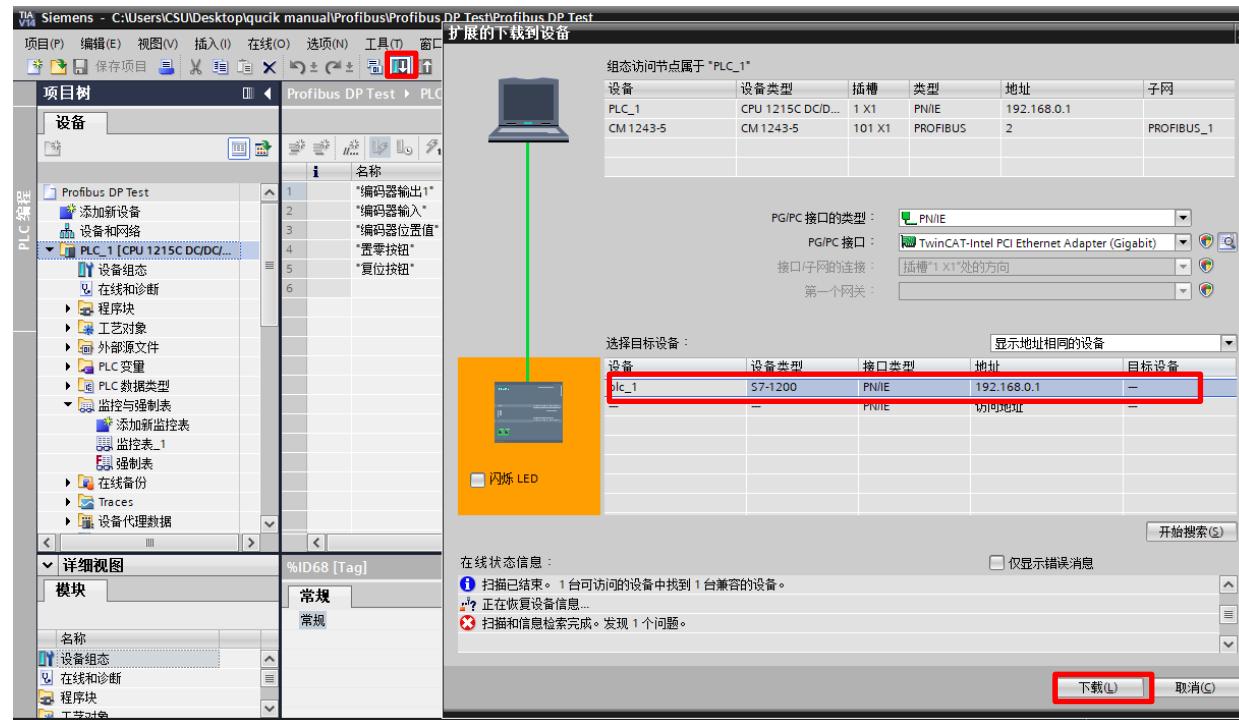 TIA V14 Siemens - C:\Users\CSU\Desktop\qucik manual\Profibus\Profibus DP Test\Profibus DP Test
项目(P) 编辑(E) 视图(V) 插入(I) 在线(O) 选项(N) 工具(T) 窗口
保存项目
项目树
Profibus DP Test PLC
设备
PLC 编程
Profibus DP Test
添加新设备
设备和网络
PLC_1 [CPU 1215C DC/DC/...
设备组态
在线和诊断
程序块
工艺对象
外部源文件
PLC 变量
PLC 数据类型
监控与强制表
添加新监控表
监控表_1
强制表
在线备份
Traces
设备代理数据
i 名称
1 "编码器输出1"
2 "编码器输入"
3 "编码器位置值"
4 "置零按钮"
5 "复位按钮"
6
详细视图
模块
名称
设备组态
在线和诊断
程序块
工艺对象
%ID68 [Tag]
常规
常规
扩展的下载到设备
组态访问节点属于 "PLC_1"
设备 设备类型 插槽 类型 地址 子网
PLC_1 CPU 1215C DC/D... 1 X1 PN/IE 192.168.0.1
CM 1243-5 CM 1243-5 101 X1 PROFIBUS 2 PROFIBUS_1
PG/PC 接口的类型: PN/IE
PG/PC 接口: TwinCAT-Intel PCI Ethernet Adapter (Gigabit)
接口/子网的连接: 插槽"1 X1"处的方向
第一个网关:
选择目标设备: 显示地址相同的设备
设备 设备类型 接口类型 地址 目标设备
plc_1 S7-1200 PN/IE 192.168.0.1 —
— — PN/IE 访问地址 —
闪烁 LED
开始搜索(S)
在线状态信息: 仅显示错误消息
扫描已结束。1 台可访问的设备中找到 1 台兼容的设备。
正在恢复设备信息...
扫描和信息检索完成。发现 1 个问题。
下载(L) 取消(C)